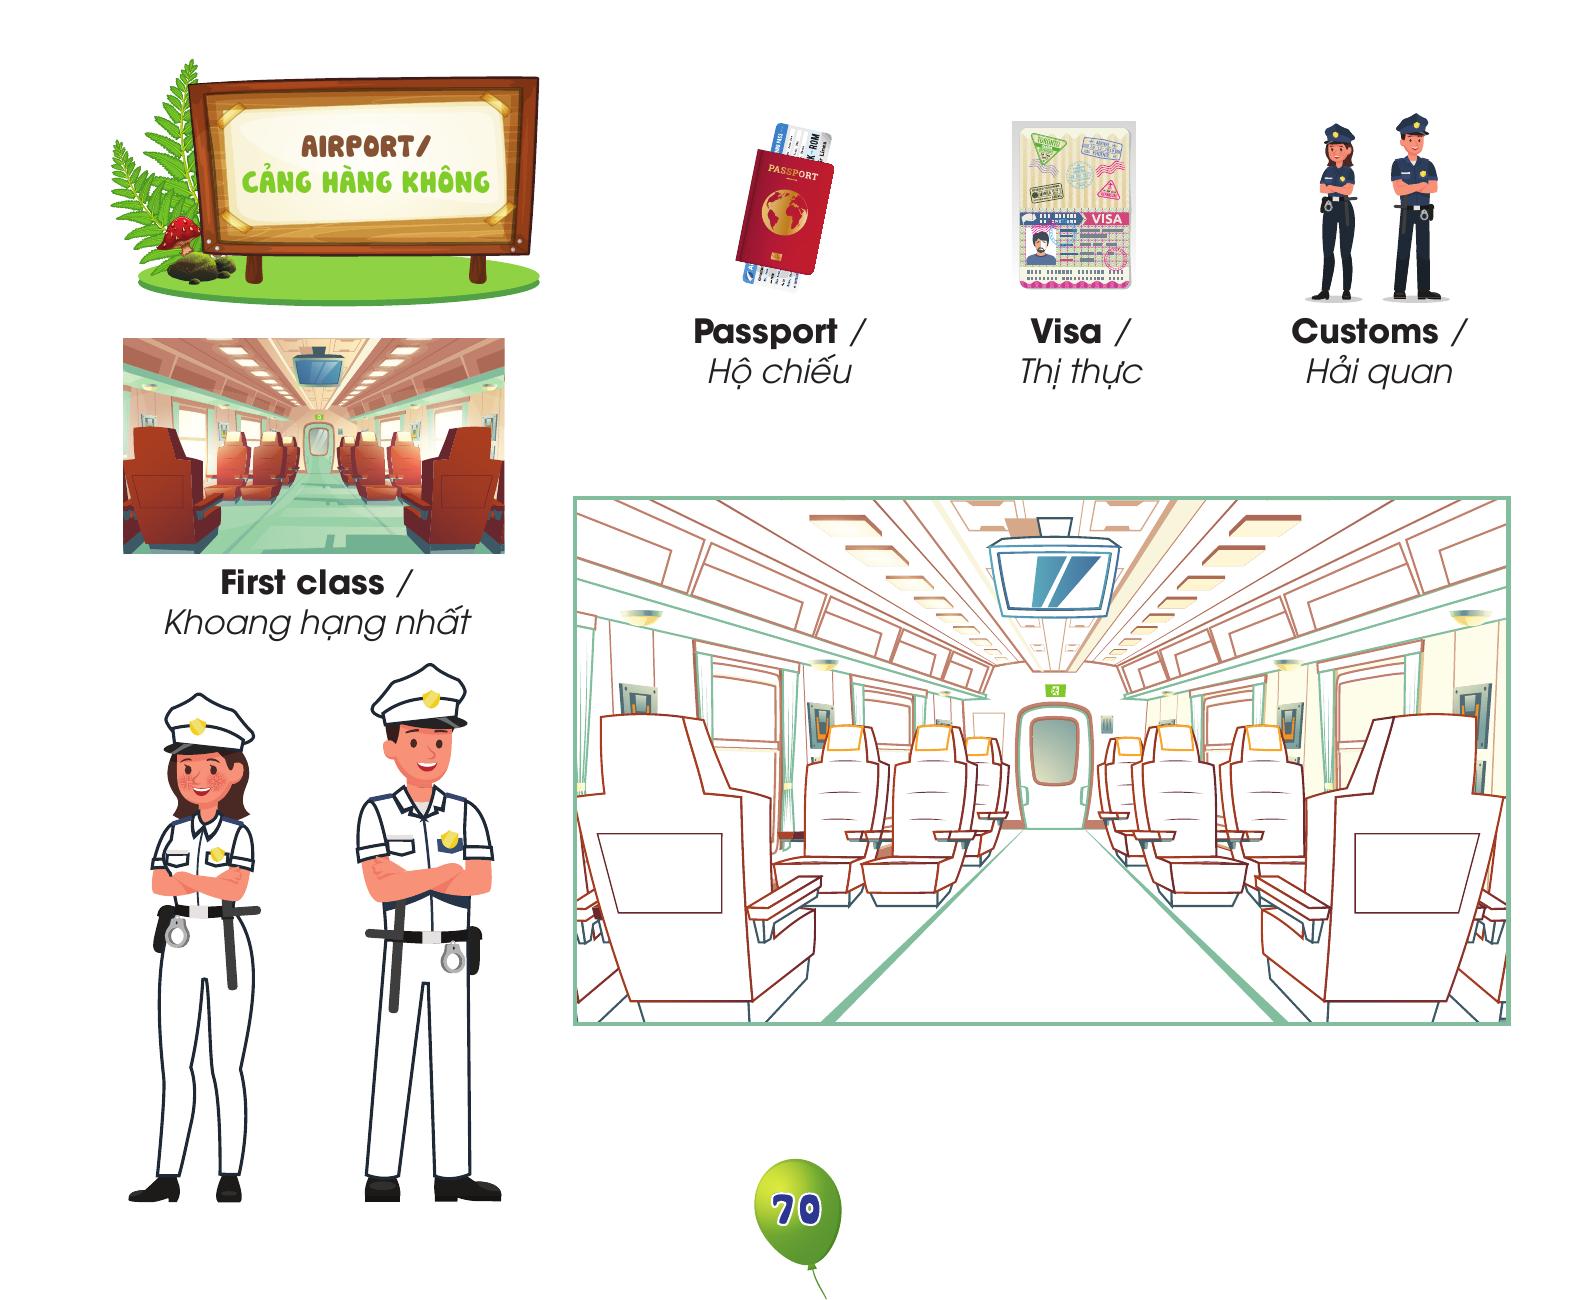 AIRPORT/
CẢNG HÀNG KHÔNG
PASSPORT
VISA
Passport /
Hộ chiếu
Visa /
Thị thực
Customs /
Hải quan
First class /
Khoang hạng nhất
70